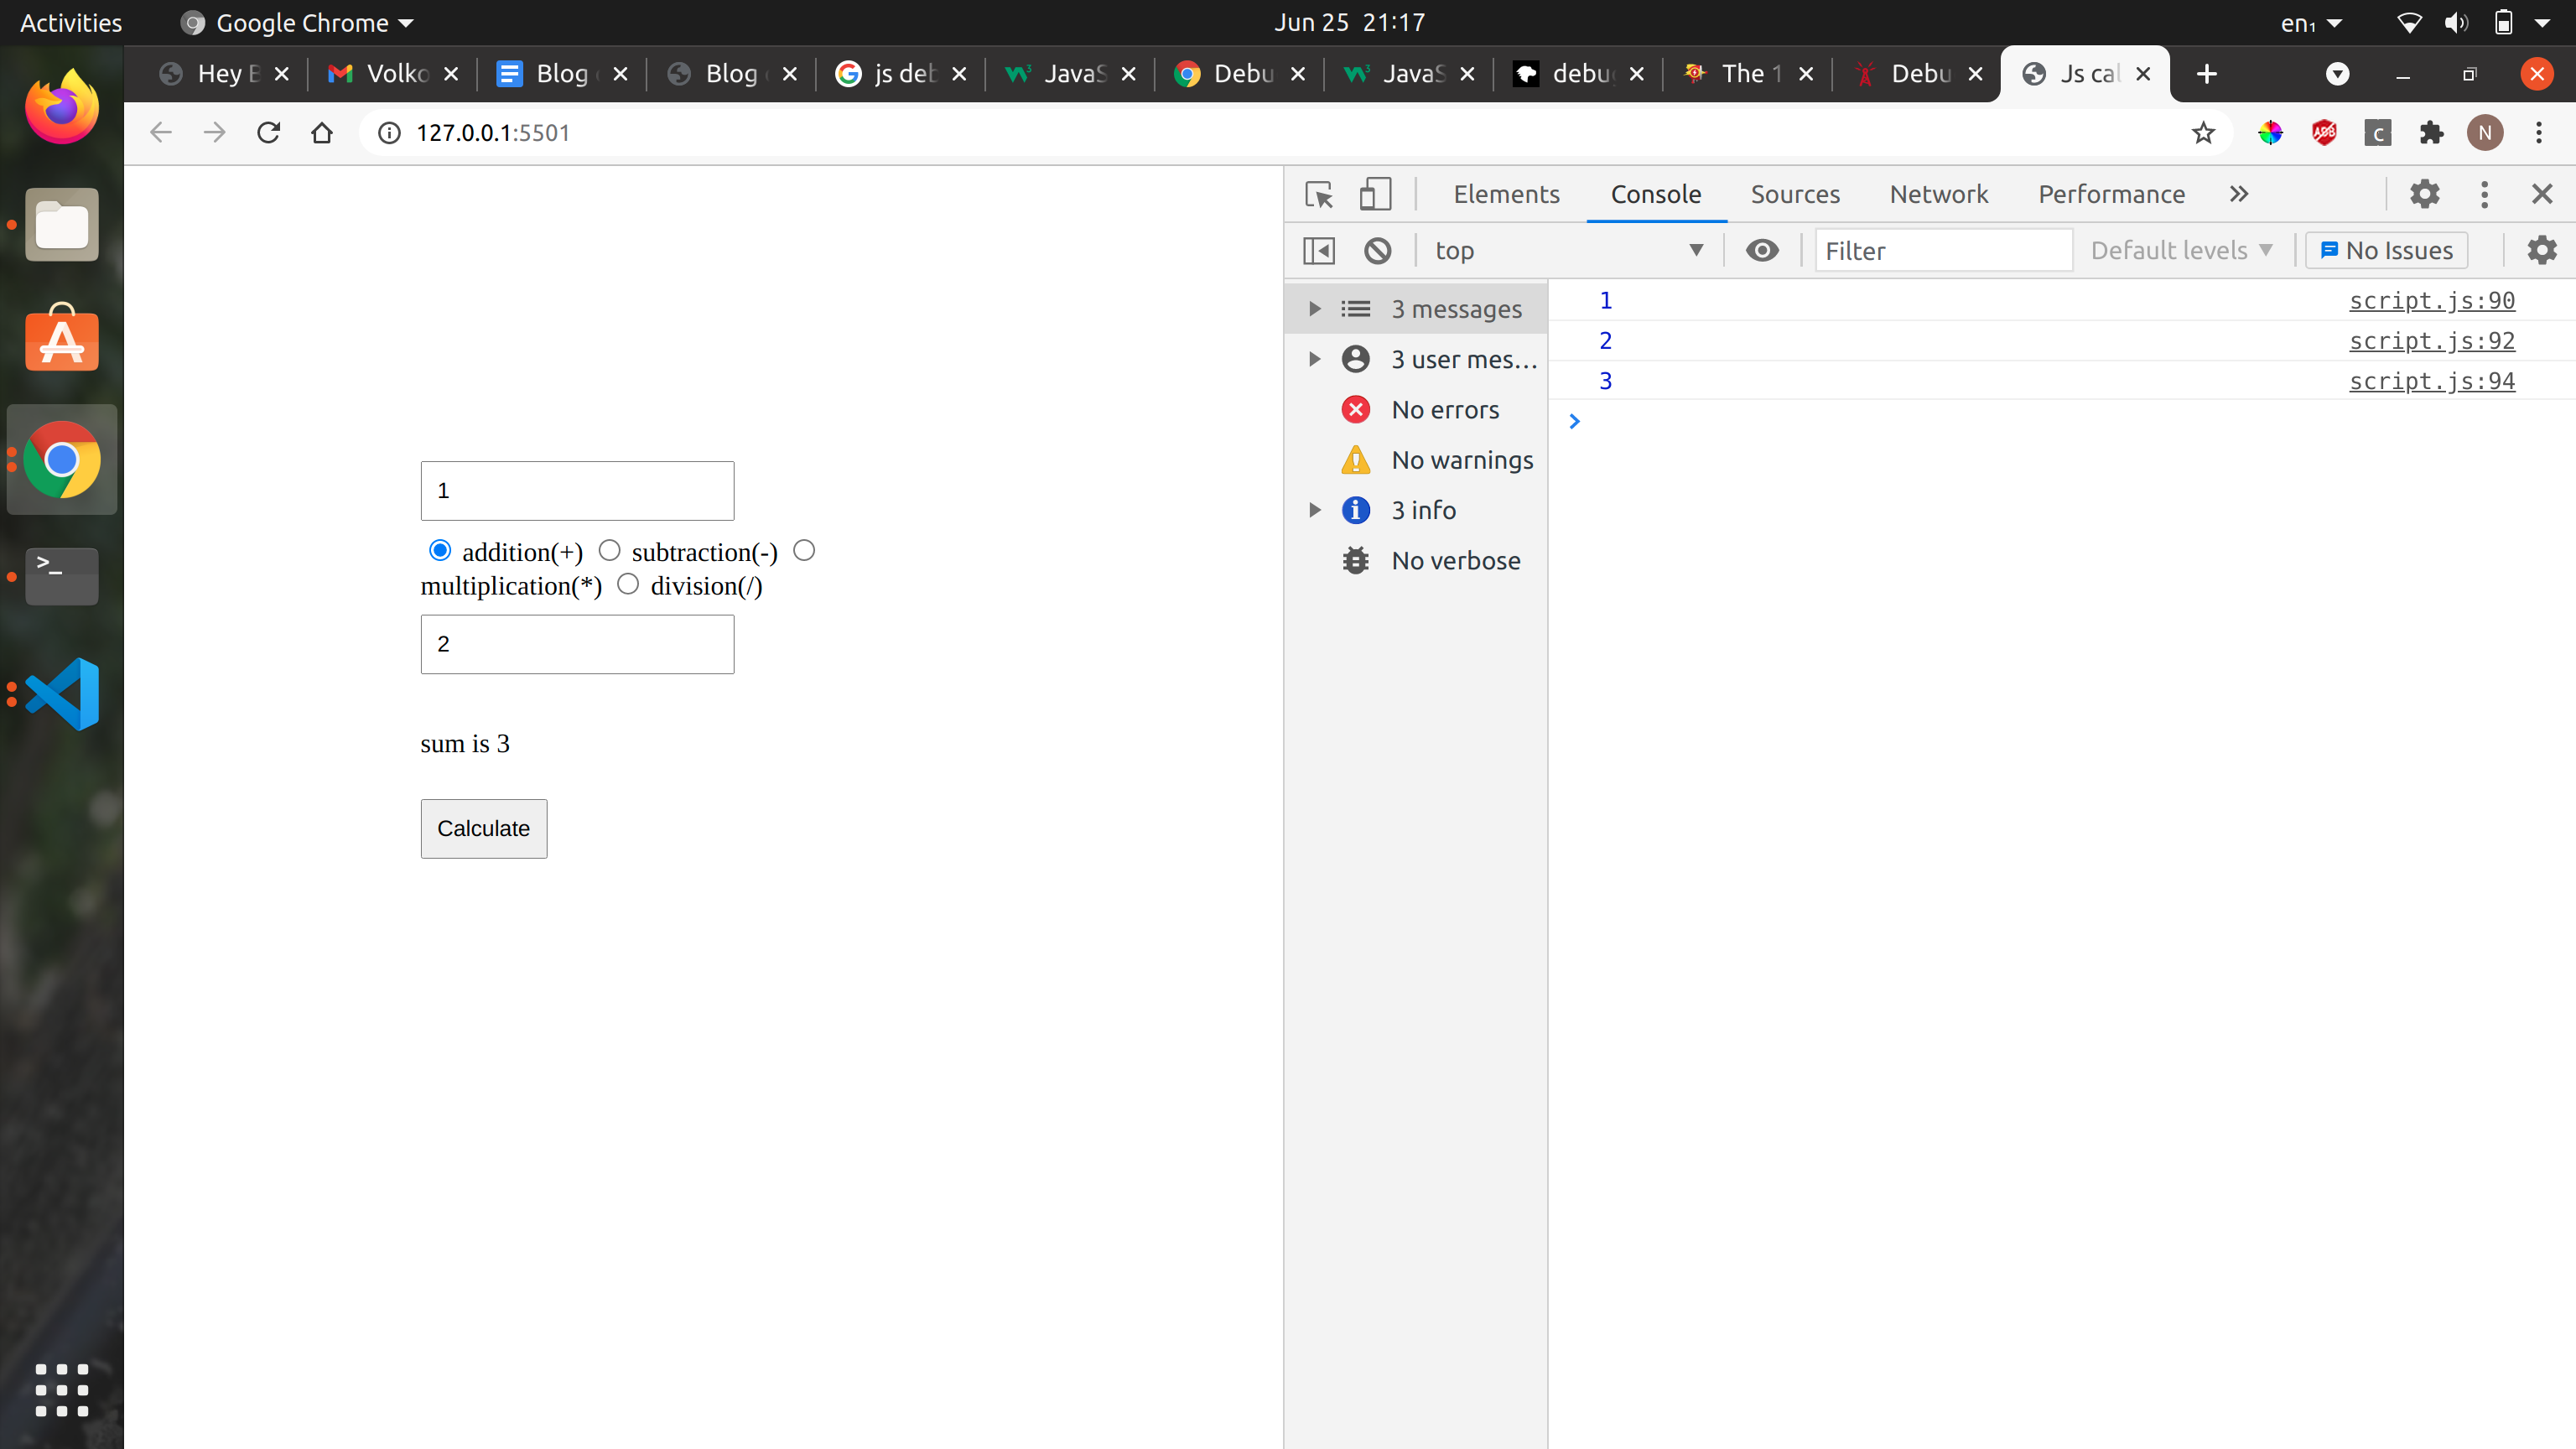 Activities Google Chrome Jun 25 21:17 en₁
Hey B Volko Blog Blog js deb JavaS Debu JavaS debu The 1 Debu Js cal
127.0.0.1:5501 ABP C N
Elements Console Sources Network Performance
top Filter Default levels No Issues
3 messages
3 user mes…
No errors
No warnings
3 info
No verbose
1 script.js:90
2 script.js:92
3 script.js:94
1
addition(+) subtraction(-)
multiplication(*) division(/)
2
sum is 3
Calculate